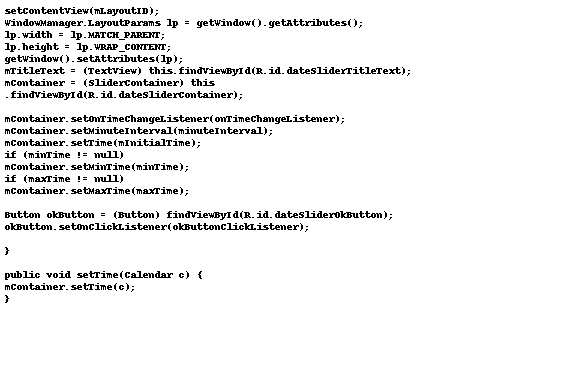 setContentView(mLayoutID);
WindowManager.LayoutParams lp = getWindow().getAttributes();
lp.width = lp.MATCH_PARENT;
lp.height = lp.WRAP_CONTENT;
getWindow().setAttributes(lp);
mTitleText = (TextView) this.findViewById(R.id.dateSliderTitleText);
mContainer = (SliderContainer) this
.findViewById(R.id.dateSliderContainer);
mContainer.setOnTimeChangeListener(onTimeChangeListener);
mContainer.setMinuteInterval(minuteInterval);
mContainer.setTime(mInitialTime);
if (minTime != null)
mContainer.setMinTime(minTime);
if (maxTime != null)
mContainer.setMaxTime(maxTime);
Button okButton = (Button) findViewById(R.id.dateSliderOkButton);
okButton.setOnClickListener(okButtonClickListener);
}
public void setTime(Calendar c) {
mContainer.setTime(c);
}